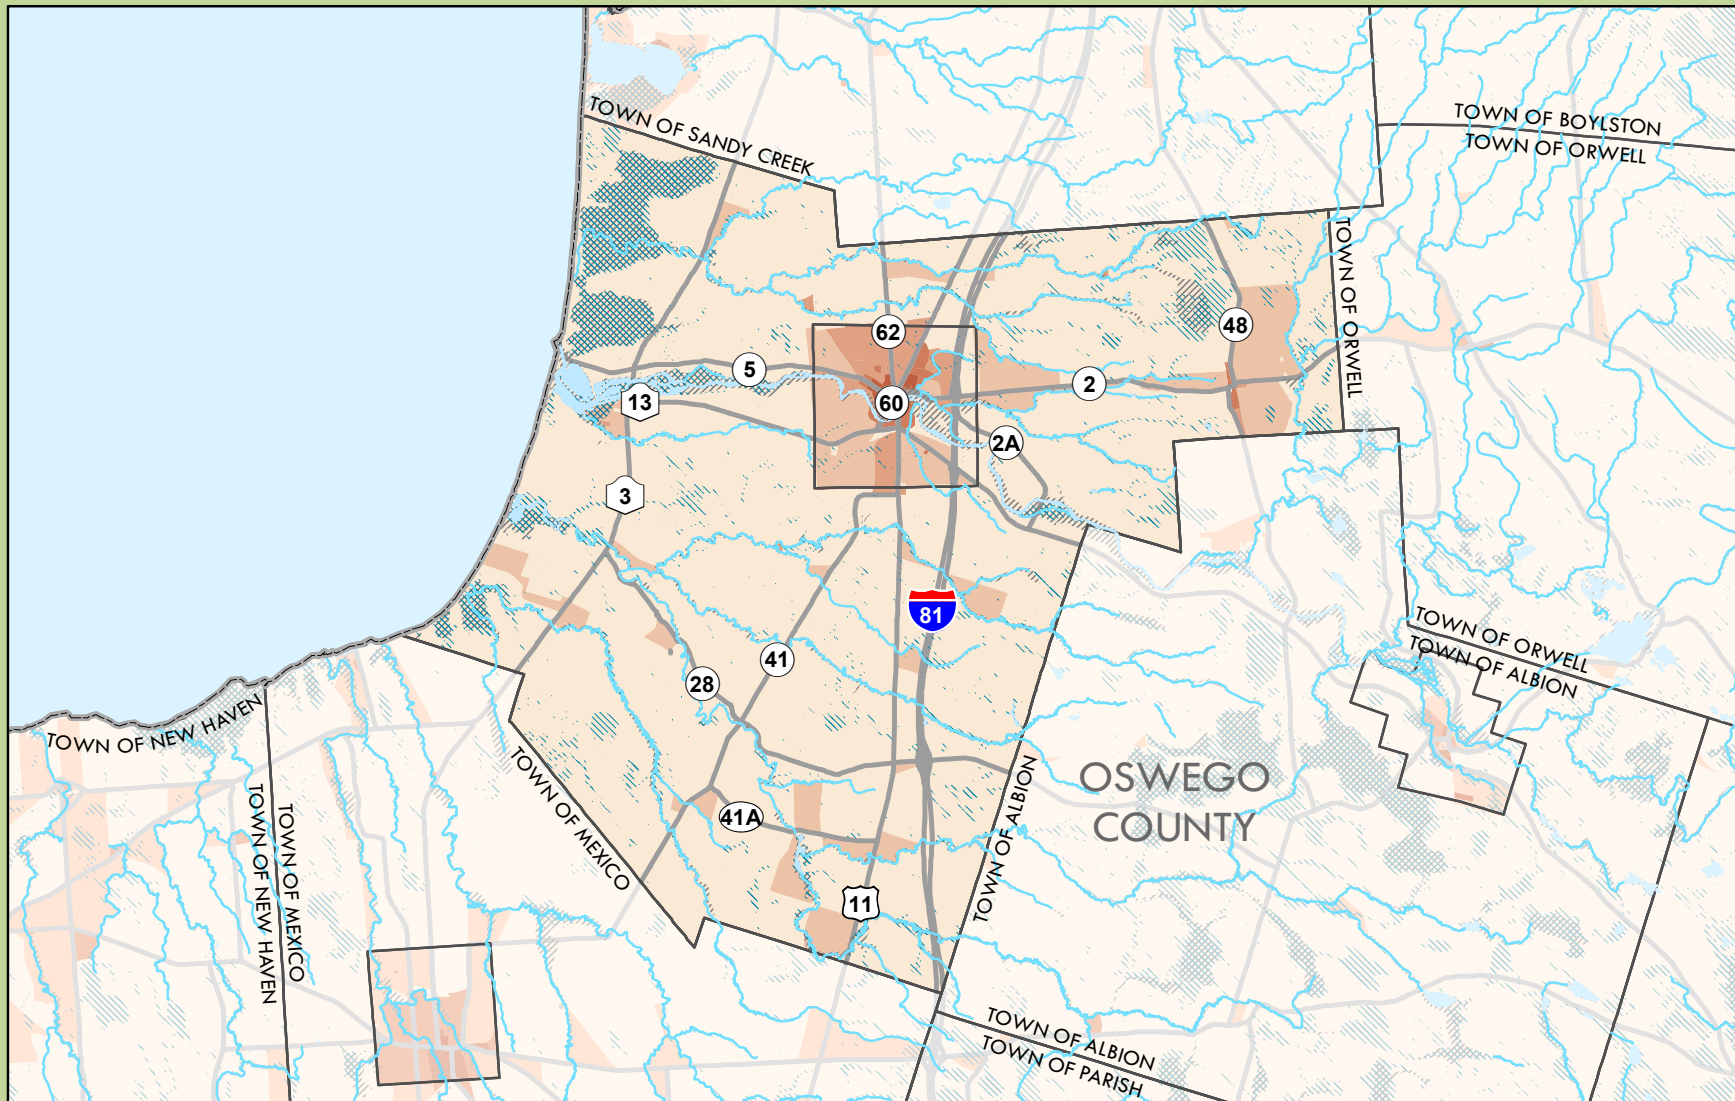 TOWN OF SANDY CREEK
TOWN OF BOYLSTON
TOWN OF ORWELL
TOWN OF ORWELL
62
48
5
2
13
60
2A
3
81
TOWN OF ORWELL
TOWN OF ALBION
41
28
TOWN OF NEW HAVEN
TOWN OF MEXICO
TOWN OF ALBION
OSWEGO
COUNTY
TOWN OF NEW HAVEN
TOWN OF MEXICO
41A
11
TOWN OF ALBION
TOWN OF PARISH